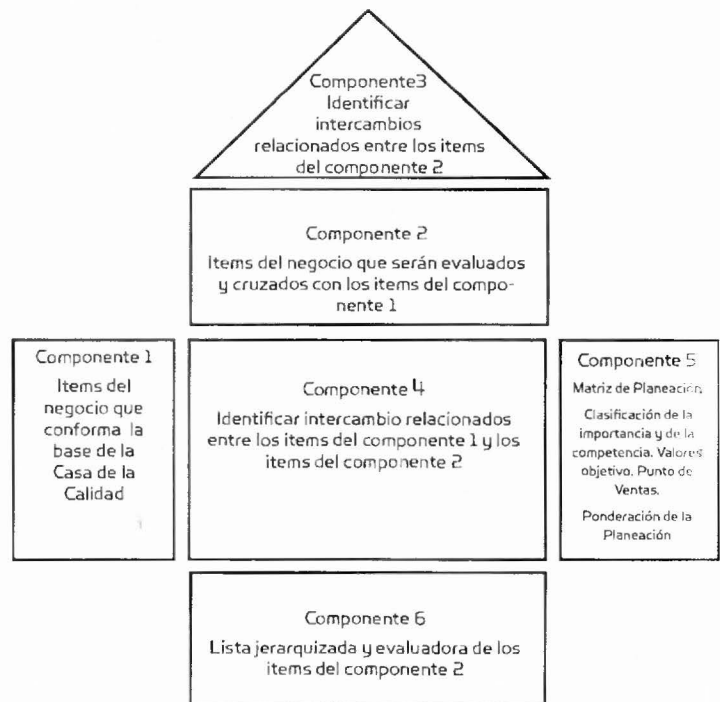 Componente3
Identificar
intercambios
relacionados entre los items
del componente 2
Componente 2
Items del negocio que serán evaluados
y cruzados con los items del compo-
nente 1
Componente 1
Items del
negocio que
conforma la
base de la
Casa de la
Calidad
Componente 4
Identificar intercambio relacionados
entre los items del componente 1 y los
items del componente 2
Componente 5
Matriz de Planeación
Clasificación de la
importancia y de la
competencia. Valores
objetivo. Punto de
Ventas.
Ponderación de la
Planeación
Componente 6
Lista jerarquizada y evaluadora de los
items del componente 2